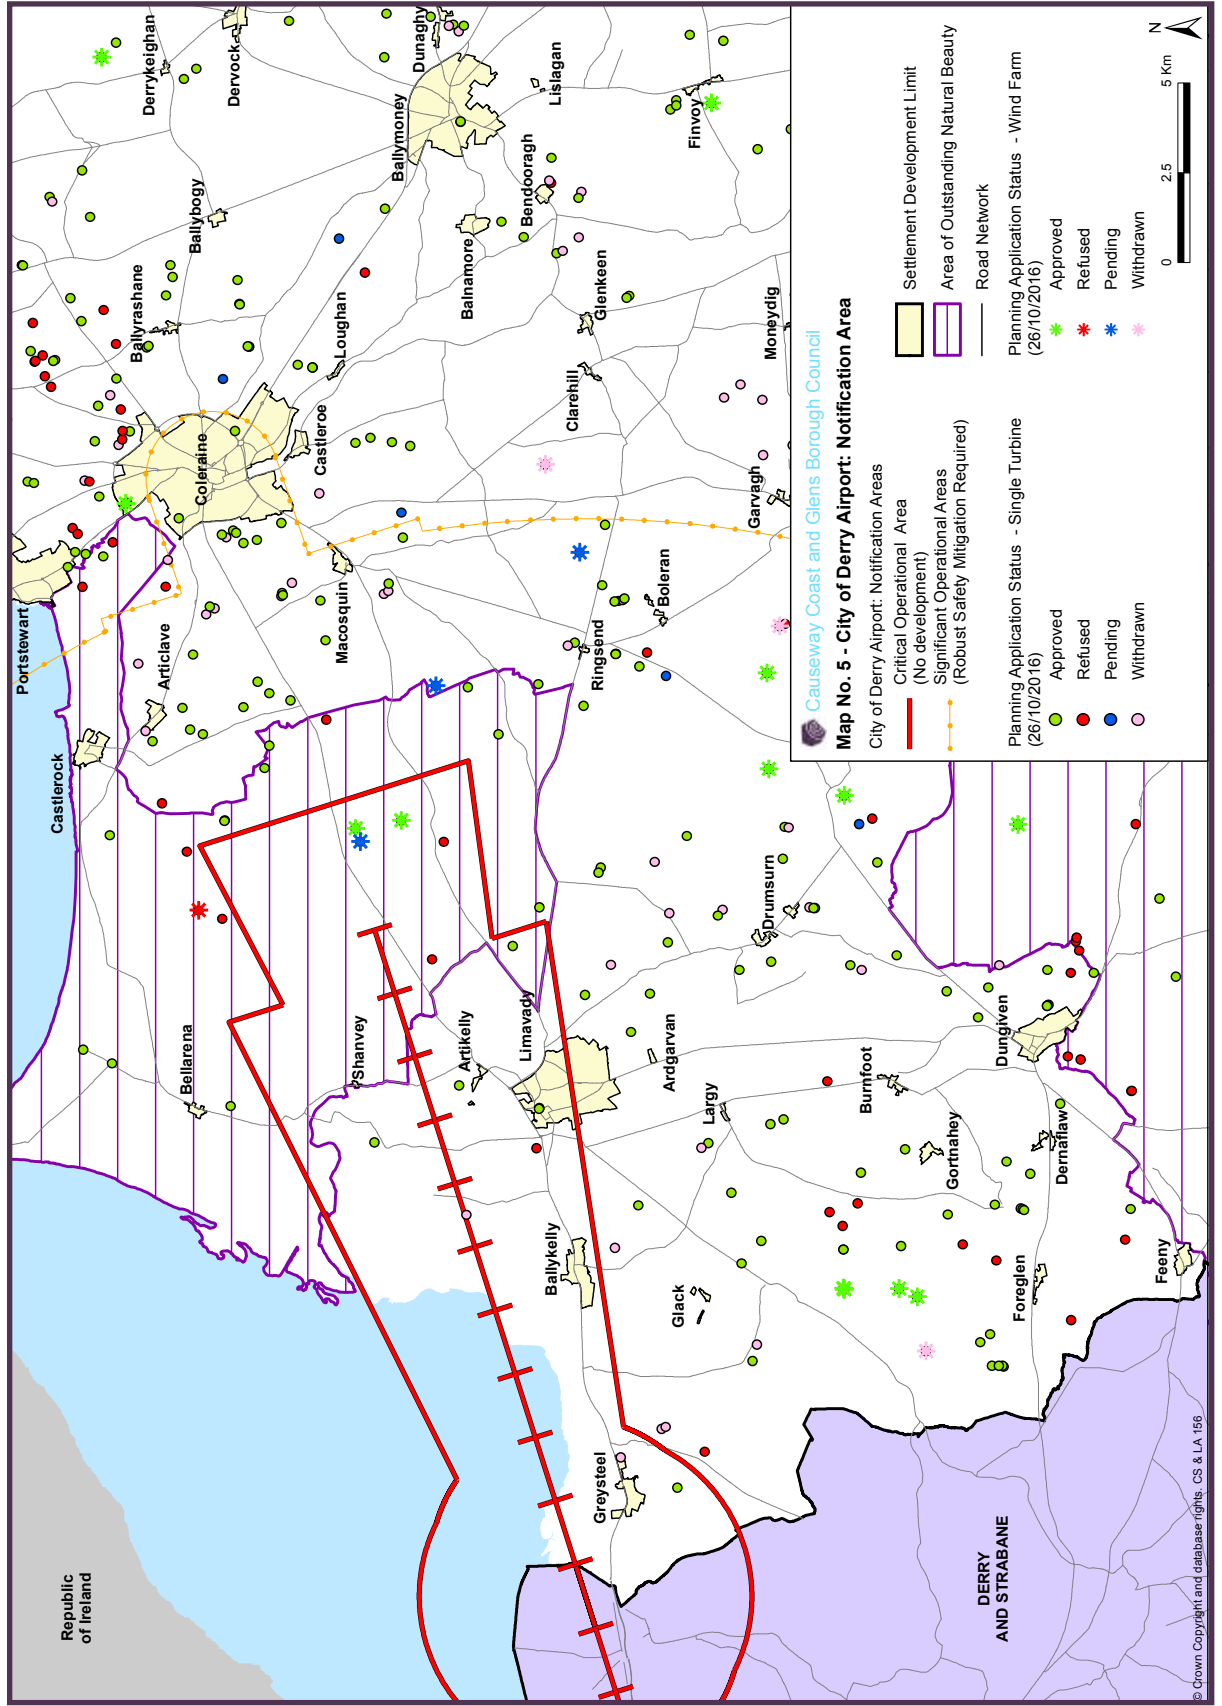 Republic
of Ireland
DERRY
AND STRABANE
Greysteel
Ballykelly
Glack
Foreglen
Feeny
Bellarena
Shanvey
Artikelly
Limavady
Ardgarvan
Largy
Burnfoot
Gortnahey
Dernaflaw
Dungiven
Drumsurn
Castlerock
Articlave
Portstewart
Macosquin
Ringsend
Boleran
Garvagh
Coleraine
Castleroe
Loughan
Clarehill
Glenkeen
Moneydig
Ballyrashane
Ballybogy
Balnamore
Bendooragh
Ballymoney
Derrykeighan
Dervock
Dunaghy
Lislagan
Finvoy
Causeway Coast and Glens Borough Council
Map No. 5 - City of Derry Airport: Notification Area
City of Derry Airport: Notification Areas
Critical Operational Area
(No development)
Significant Operational Areas
(Robust Safety Mitigation Required)
Settlement Development Limit
Area of Outstanding Natural Beauty
Road Network
Planning Application Status - Single Turbine
(26/10/2016)
Approved
Refused
Pending
Withdrawn
Planning Application Status - Wind Farm
(26/10/2016)
Approved
Refused
Pending
Withdrawn
0 2.5 5 Km
N
© Crown Copyright and database rights. CS & LA 156